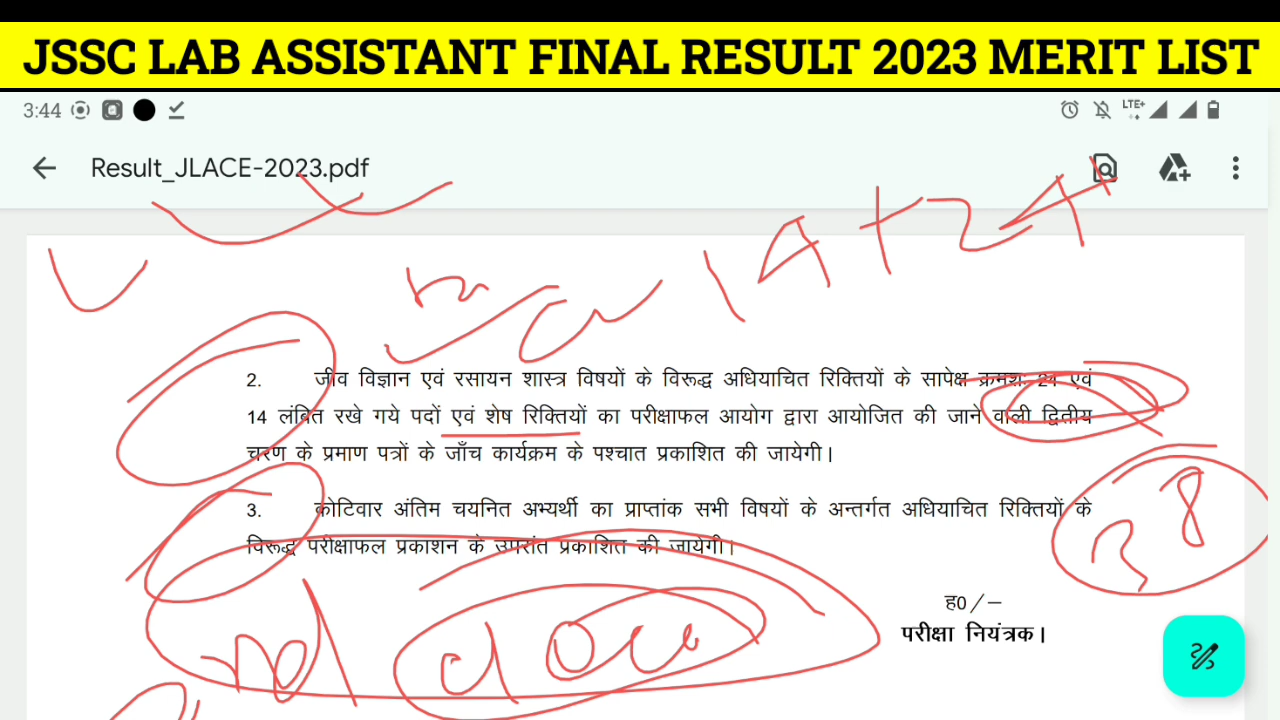 JSSC LAB ASSISTANT FINAL RESULT 2023 MERIT LIST
3:44 LTE+
Result_JLACE-2023.pdf
14+24
2. जीव विज्ञान एवं रसायन शास्त्र विषयों के विरूद्ध अधियाचित रिक्तियों के सापेक्ष क्रमशः 24 एवं
14 लंबित रखे गये पदों एवं शेष रिक्तियों का परीक्षाफल आयोग द्वारा आयोजित की जाने वाली द्वितीय
चरण के प्रमाण पत्रों के जाँच कार्यक्रम के पश्चात प्रकाशित की जायेगी।
3. कोटिवार अंतिम चयनित अभ्यर्थी का प्राप्तांक सभी विषयों के अन्तर्गत अधियाचित रिक्तियों के
विरूद्ध परीक्षाफल प्रकाशन के उपरांत प्रकाशित की जायेगी।
38
ह0/–
परीक्षा नियंत्रक।